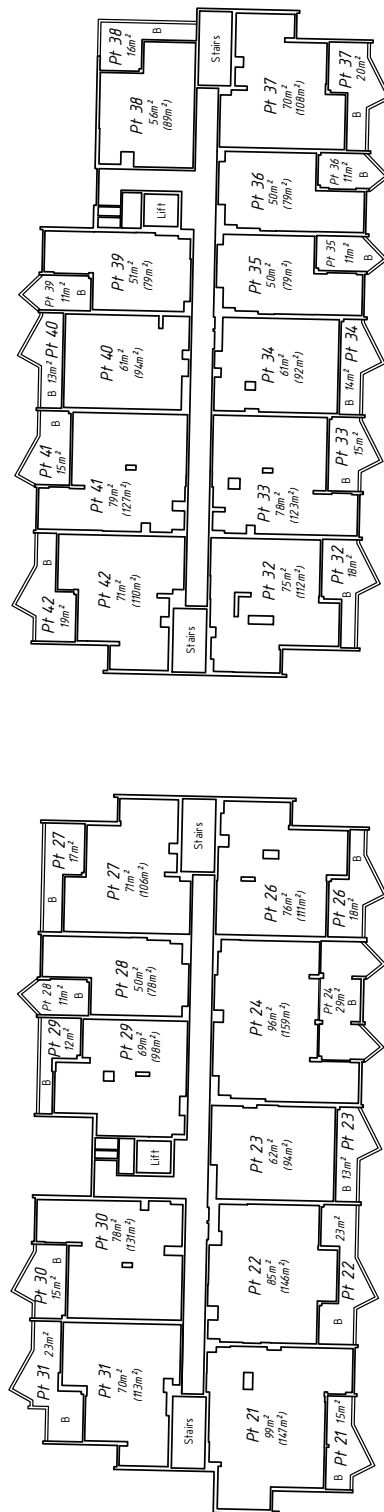 Pt 38
16m²
B
Pt 38
56m²
(89m²)
Stairs
Pt 37
70m²
(108m²)
Pt 37
20m²
B
Lift
Pt 36
50m²
(79m²)
Pt 36
11m²
B
Pt 39
11m²
B
Pt 39
51m²
(79m²)
Pt 35
50m²
(79m²)
Pt 35
11m²
B
Pt 40
13m²
B
Pt 40
61m²
(94m²)
Pt 34
61m²
(92m²)
Pt 34
14m²
B
Pt 41
15m²
B
Pt 41
79m²
(127m²)
Pt 33
78m²
(123m²)
Pt 33
15m²
B
Pt 42
19m²
B
Pt 42
71m²
(110m²)
Stairs
Pt 32
75m²
(112m²)
Pt 32
18m²
B
Pt 27
17m²
B
Pt 27
71m²
(106m²)
Stairs
Pt 26
76m²
(111m²)
Pt 26
18m²
B
Pt 28
11m²
B
Pt 28
50m²
(78m²)
Pt 24
96m²
(159m²)
Pt 24
29m²
B
Pt 29
12m²
B
Pt 29
69m²
(98m²)
Lift
Pt 23
62m²
(94m²)
Pt 23
13m²
B
Pt 30
15m²
B
Pt 30
78m²
(131m²)
Pt 22
85m²
(146m²)
Pt 22
23m²
B
Pt 31
23m²
B
Pt 31
70m²
(113m²)
Stairs
Pt 21
99m²
(147m²)
Pt 21
15m²
B